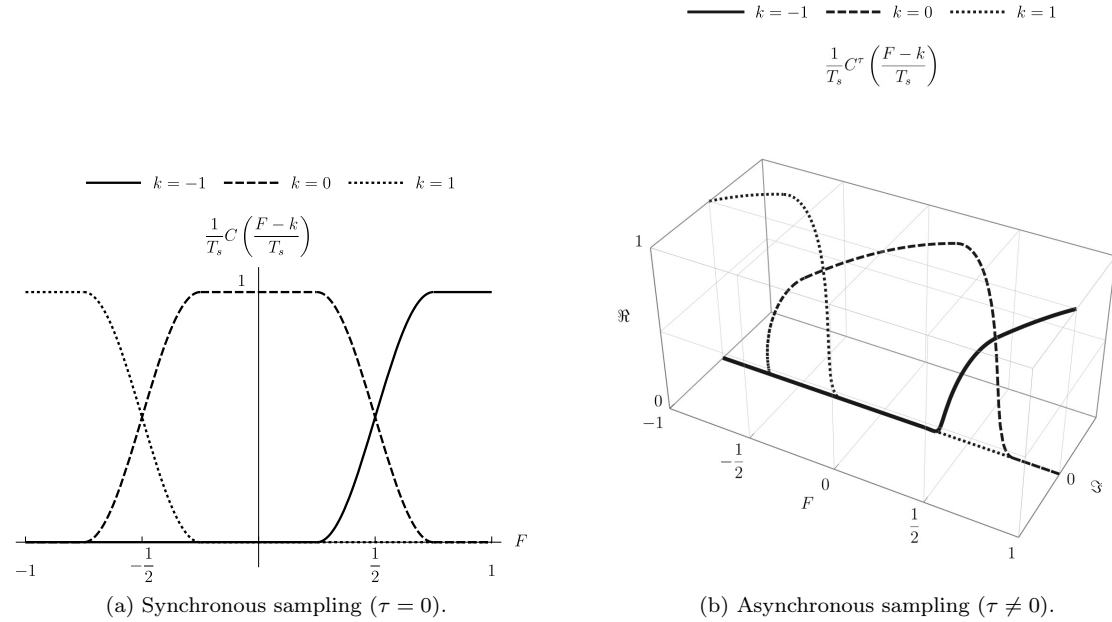 k = −1 k = 0 k = 1
1/T_s C^τ ( (F − k)/T_s )
k = −1 k = 0 k = 1
1/T_s C ( (F − k)/T_s )
1
F
−1 −1/2 1/2 1
1
ℜ
0
−1
−1/2
0
F
1/2
1
0
ℑ
(a) Synchronous sampling (τ = 0).
(b) Asynchronous sampling (τ ≠ 0).